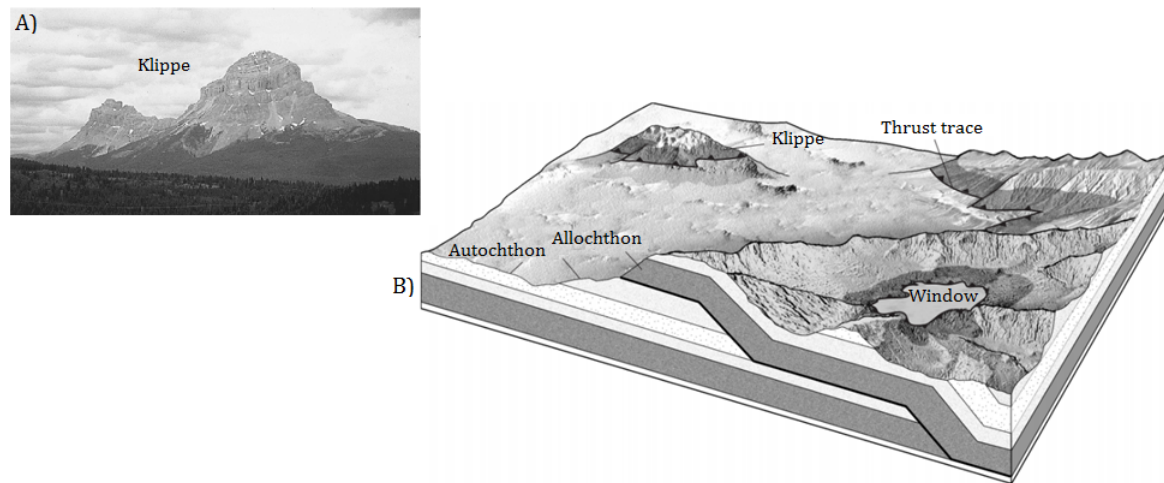 A)
Klippe
Klippe
Thrust trace
Autochthon
Allochthon
B)
Window